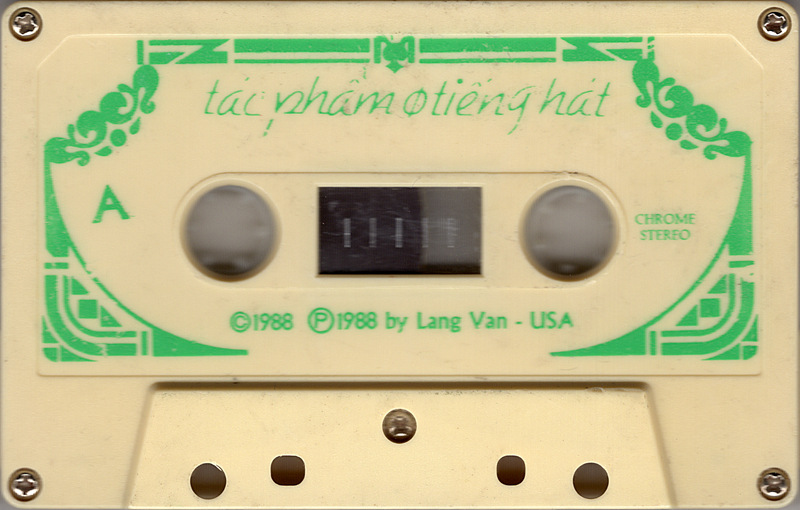 tác phẩm & tiếng hát
A
CHROME
STEREO
©1988 ℗1988 by Lang Van - USA